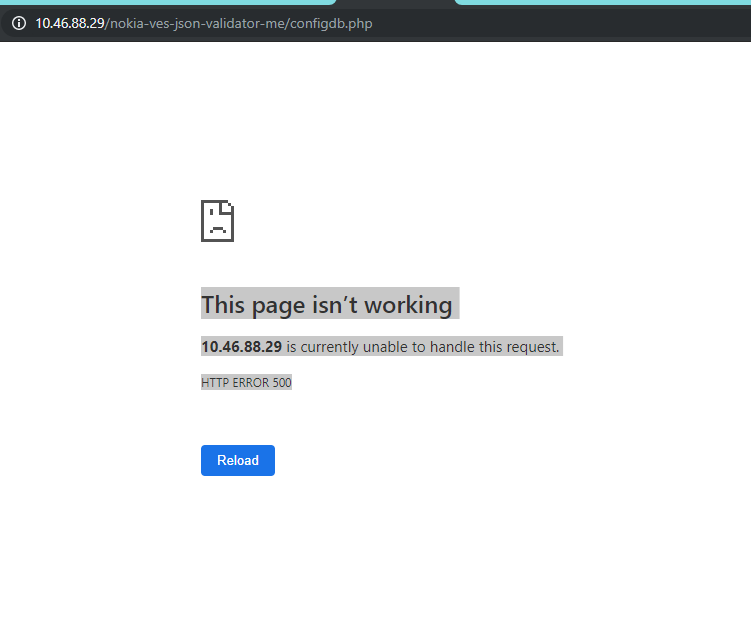 10.46.88.29/nokia-ves-json-validator-me/configdb.php
This page isn’t working
10.46.88.29 is currently unable to handle this request.
HTTP ERROR 500
Reload